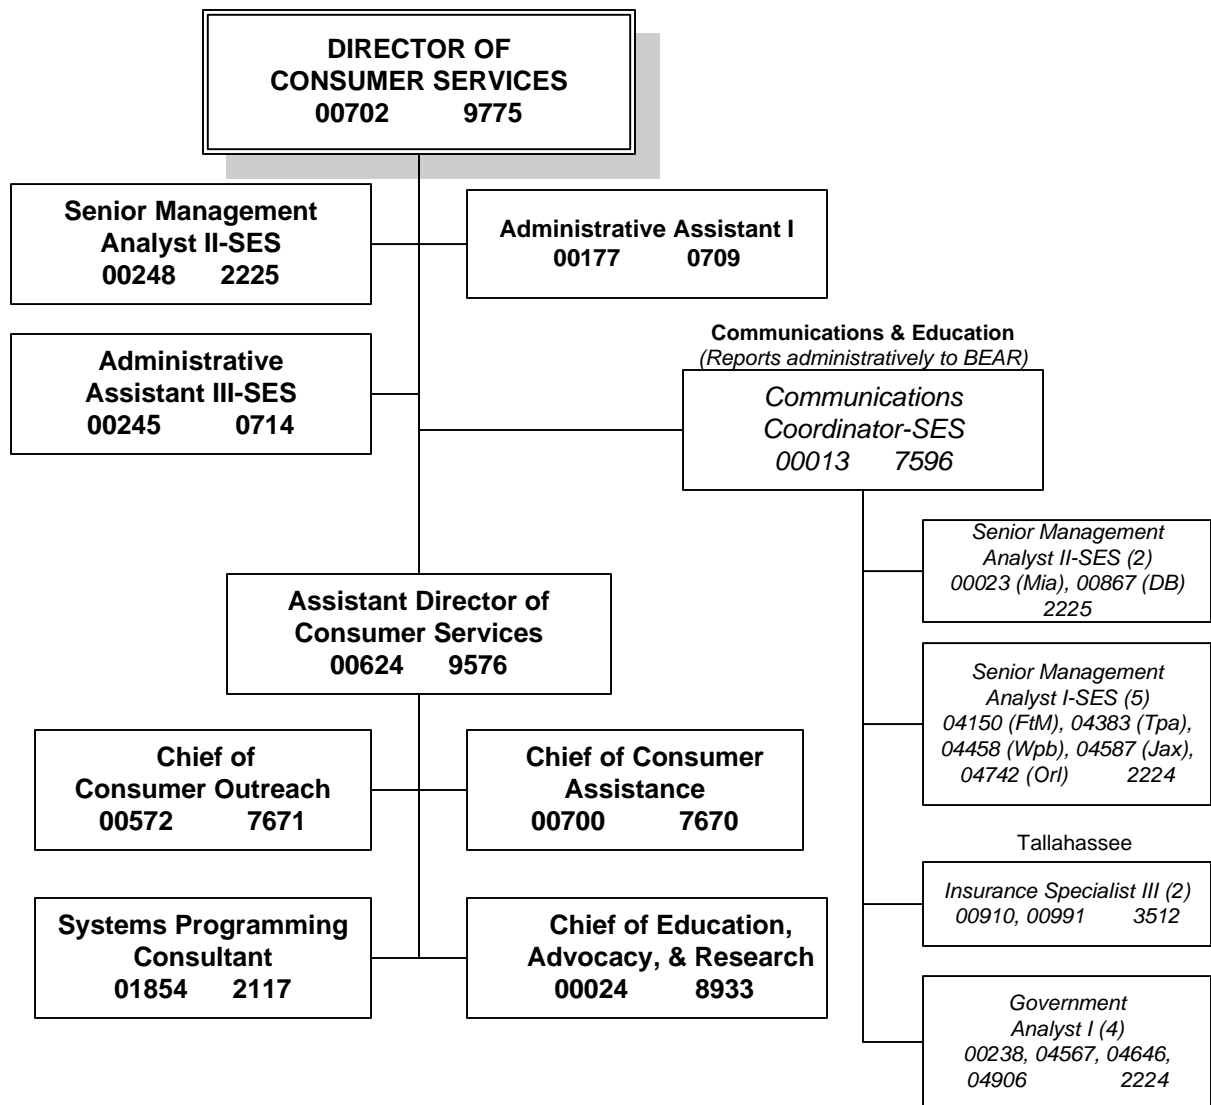 DIRECTOR OF
CONSUMER SERVICES
00702 9775
Senior Management
Analyst II-SES
00248 2225
Administrative Assistant I
00177 0709
Administrative
Assistant III-SES
00245 0714
Communications & Education
(Reports administratively to BEAR)
Communications
Coordinator-SES
00013 7596
Senior Management
Analyst II-SES (2)
00023 (Mia), 00867 (DB)
2225
Assistant Director of
Consumer Services
00624 9576
Senior Management
Analyst I-SES (5)
04150 (FtM), 04383 (Tpa),
04458 (Wpb), 04587 (Jax),
04742 (Orl) 2224
Chief of
Consumer Outreach
00572 7671
Chief of Consumer
Assistance
00700 7670
Tallahassee
Insurance Specialist III (2)
00910, 00991 3512
Systems Programming
Consultant
01854 2117
Chief of Education,
Advocacy, & Research
00024 8933
Government
Analyst I (4)
00238, 04567, 04646,
04906 2224